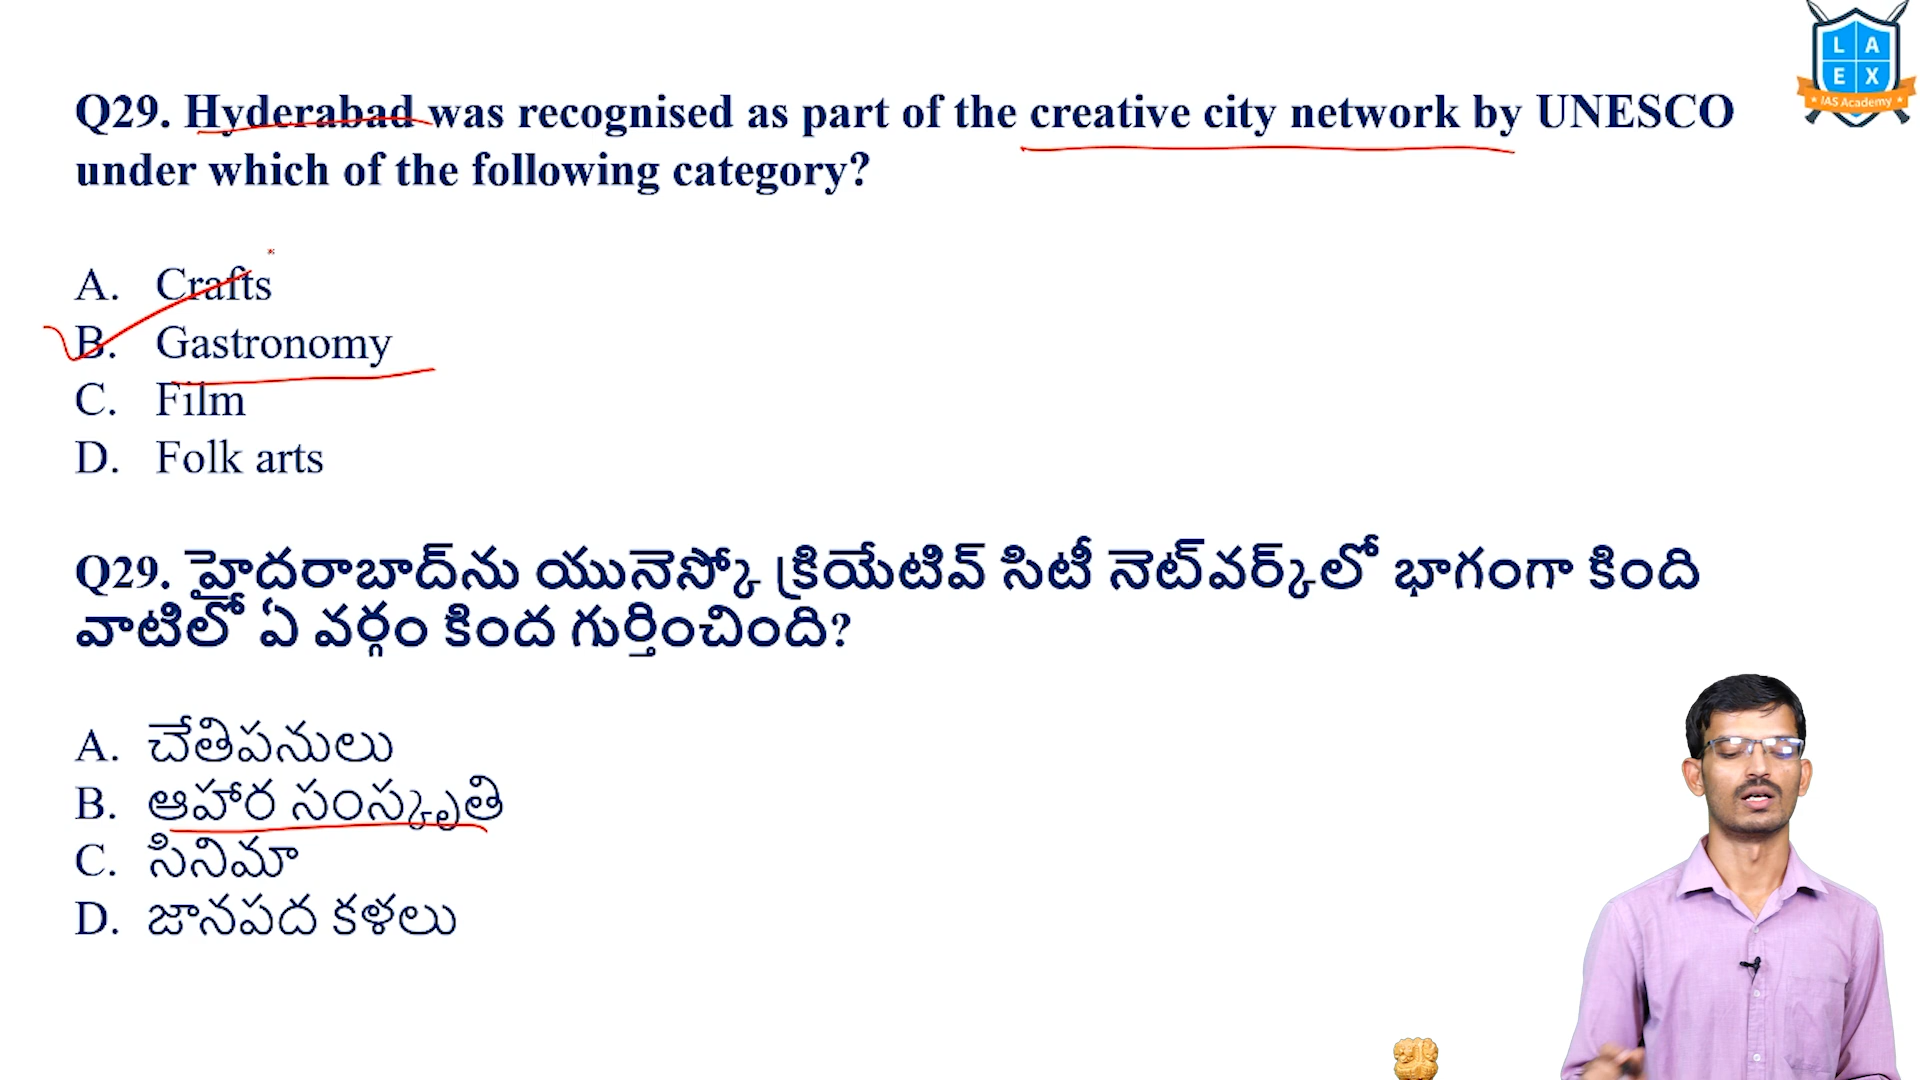 L A
E X
IAS Academy
Q29. Hyderabad was recognised as part of the creative city network by UNESCO
under which of the following category?
A. Crafts
B. Gastronomy
C. Film
D. Folk arts
Q29. హైదరాబాద్‌ను యునెస్కో క్రియేటివ్ సిటీ నెట్‌వర్క్‌లో భాగంగా కింది
వాటిలో ఏ వర్గం కింద గుర్తించింది?
A. చేతిపనులు
B. ఆహార సంస్కృతి
C. సినిమా
D. జానపద కళలు